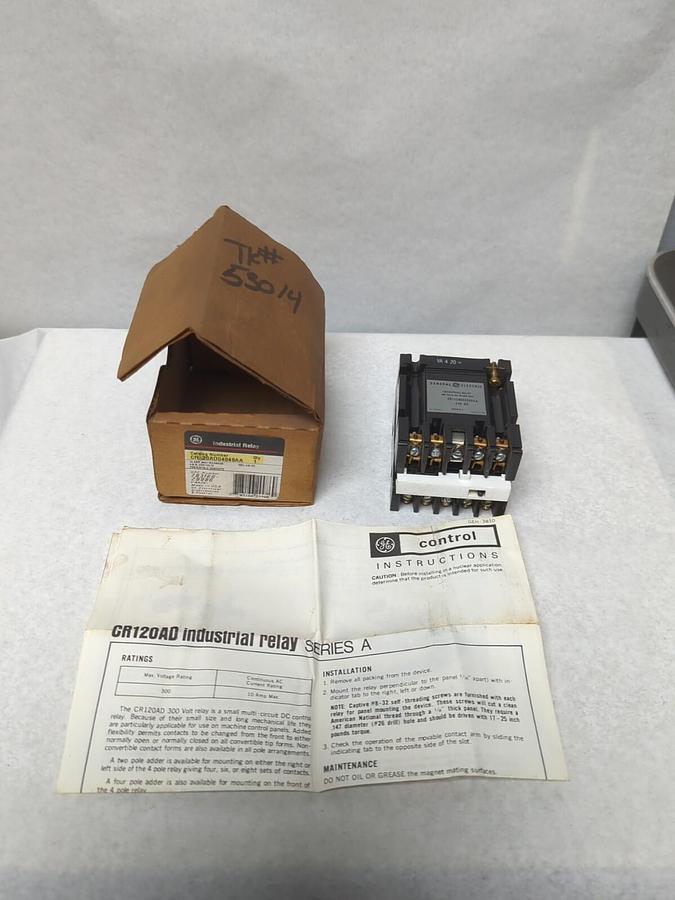 TK#
53014
GE
Industrial Relay
Catalog Number
Qty
1
VA 4 20
GENERAL GE ELECTRIC
GEH-3830
GE control
INSTRUCTIONS
CAUTION: Before installing in a nuclear application,
determine that the product is intended for such use.
CR120AD industrial relay SERIES A
RATINGS
Max. Voltage Rating
Continuous AC
Current Rating
300
10 Amp Max.
The CR120AD 300 Volt relay is a small multi-circuit DC control
relay. Because of their small size and long mechanical life they
are particularly applicable for use on machine control panels. Added
flexibility permits contacts to be changed from the front to either
normally open or normally closed on all convertible tip forms. Non-
convertible contact forms are also available in all pole arrangements.
A two pole adder is available for mounting on either the right or
left side of the 4 pole relay giving four, six, or eight sets of contacts.
A four pole adder is also available for mounting on the front of
the 4 pole relay
INSTALLATION
1. Remove all packing from the device.
2. Mount the relay perpendicular to the panel apart) with in-
dicator tab to the right, left or down.
NOTE: Captive #8-32 self-threading screws are furnished with each
relay for panel mounting the device. These screws will cut a clean
American National thread through a 1/8" thick panel. They require a
.147 diameter (#26 drill) hole and should be driven with 17-25 inch
pounds torque.
3. Check the operation of the movable contact arm by sliding the
indicating tab to the opposite side of the slot.
MAINTENANCE
DO NOT OIL OR GREASE the magnet mating surfaces.